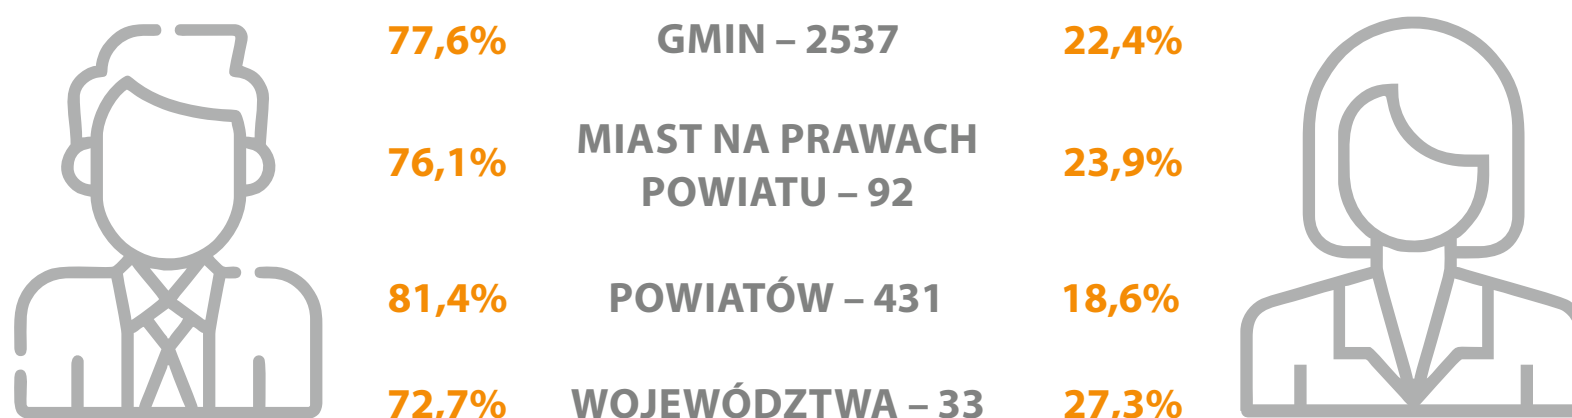 77,6% GMIN – 2537 22,4%
76,1% MIAST NA PRAWACH POWIATU – 92 23,9%
81,4% POWIATÓW – 431 18,6%
72,7% WOJEWÓDZTWA – 33 27,3%